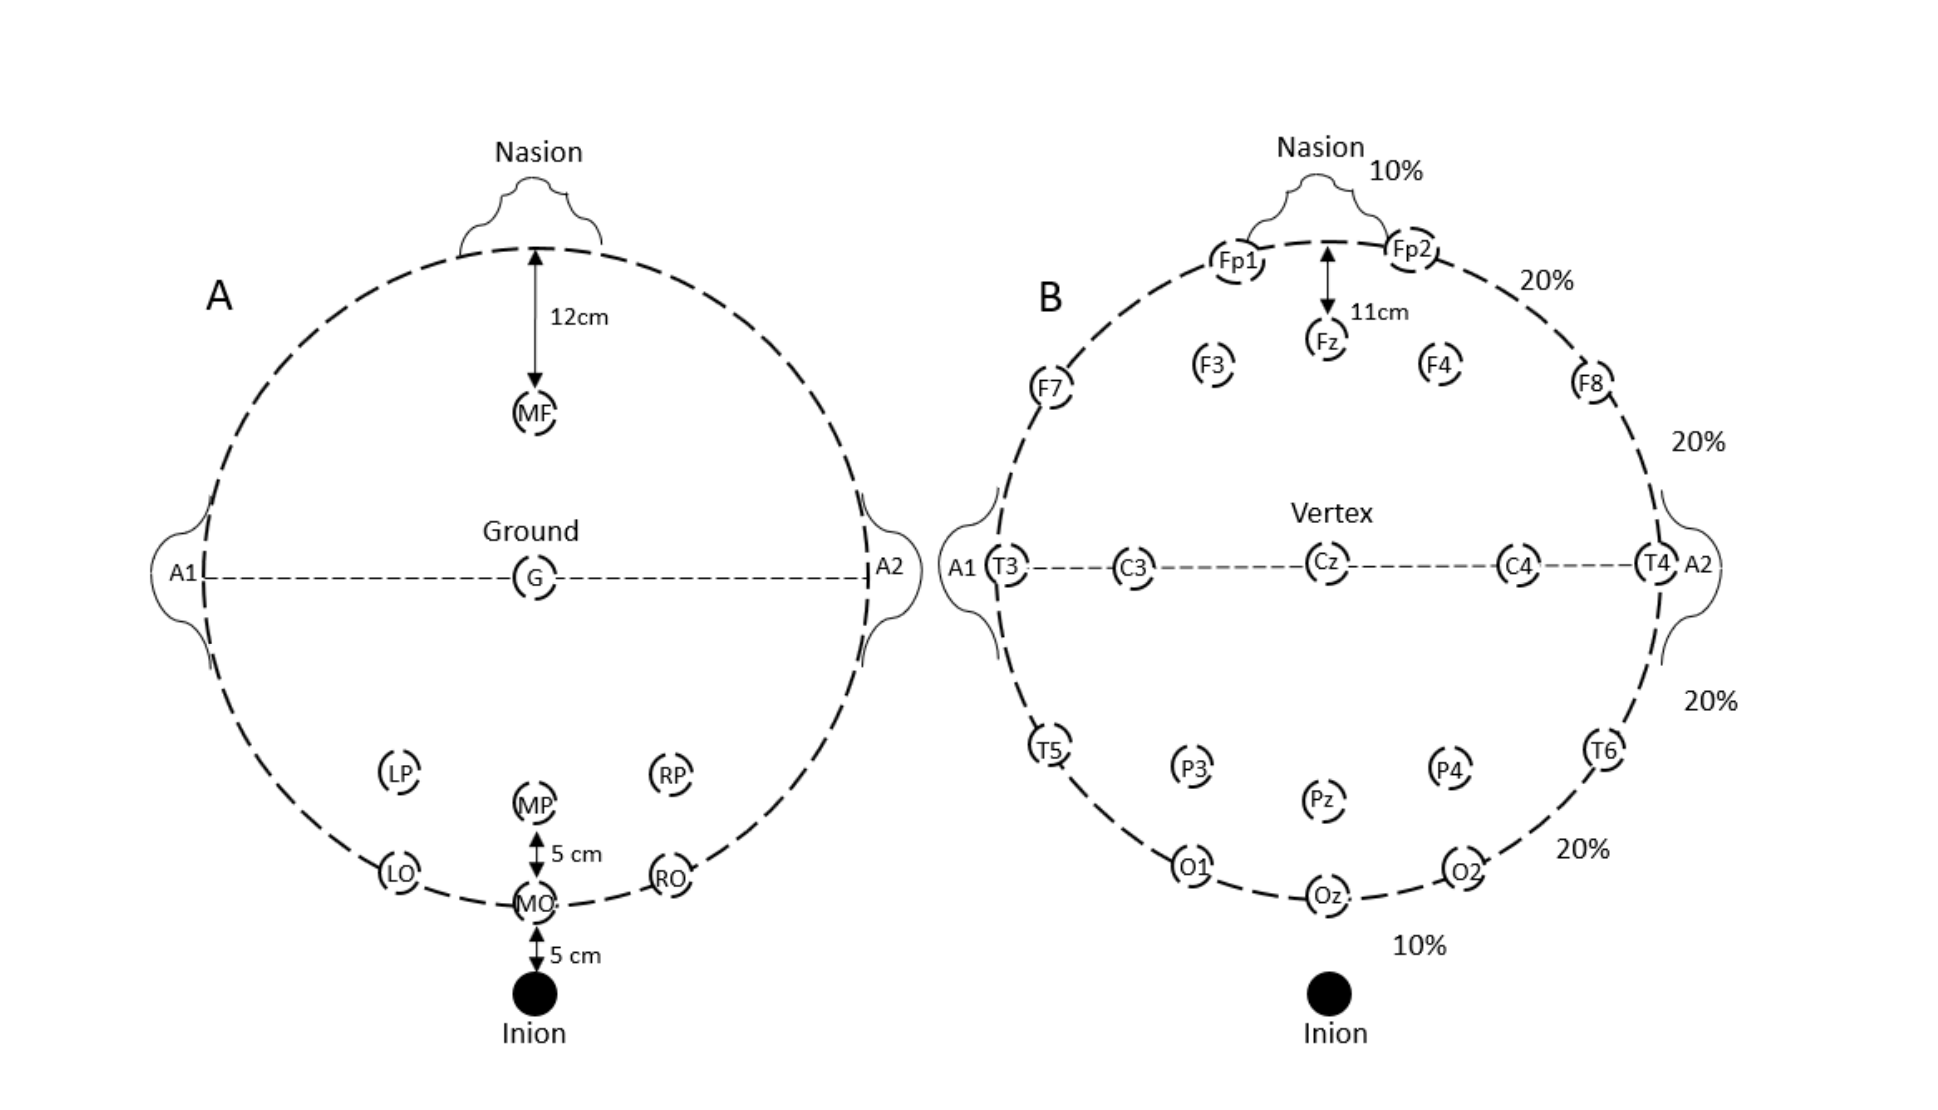 Nasion
A
12cm
MF
Ground
A1
G
A2
LP
RP
MP
5 cm
LO
RO
MO
5 cm
Inion
Nasion
10%
Fp1
Fp2
B
20%
11cm
Fz
F3
F4
F7
F8
20%
Vertex
A1 T3 C3 Cz C4 T4 A2
20%
T5
T6
P3
P4
Pz
20%
O1
O2
Oz
10%
Inion